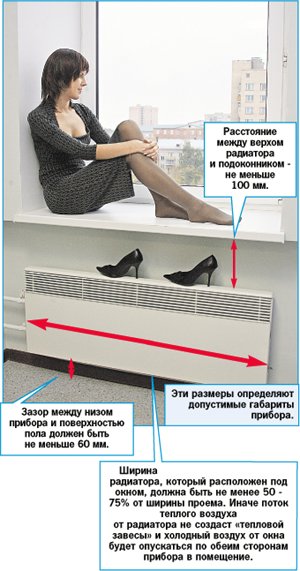 Расстояние
между верхом
радиатора
и подоконником -
не меньше
100 мм.
Эти размеры определяют
допустимые габариты
прибора.
Зазор между низом
прибора и поверхностью
пола должен быть
не меньше 60 мм.
Ширина
радиатора, который расположен под
окном, должна быть не менее 50 -
75% от ширины проема. Иначе поток
теплого воздуха
от радиатора не создаст «тепловой
завесы» и холодный воздух от окна
будет опускаться по обеим сторонам
прибора в помещение.